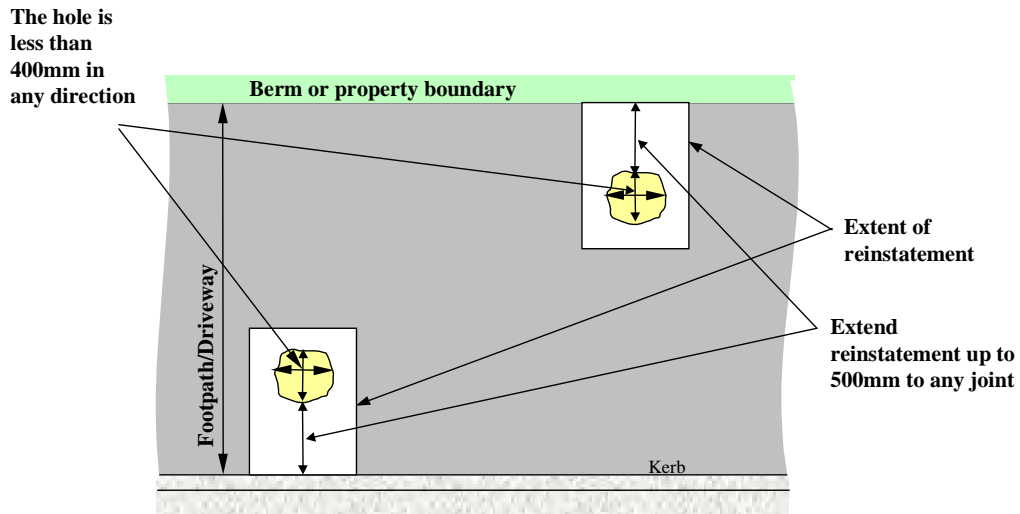 The hole is
less than
400mm in
any direction
Berm or property boundary
Extent of
reinstatement
Footpath/Driveway
Extend
reinstatement up to
500mm to any joint
Kerb